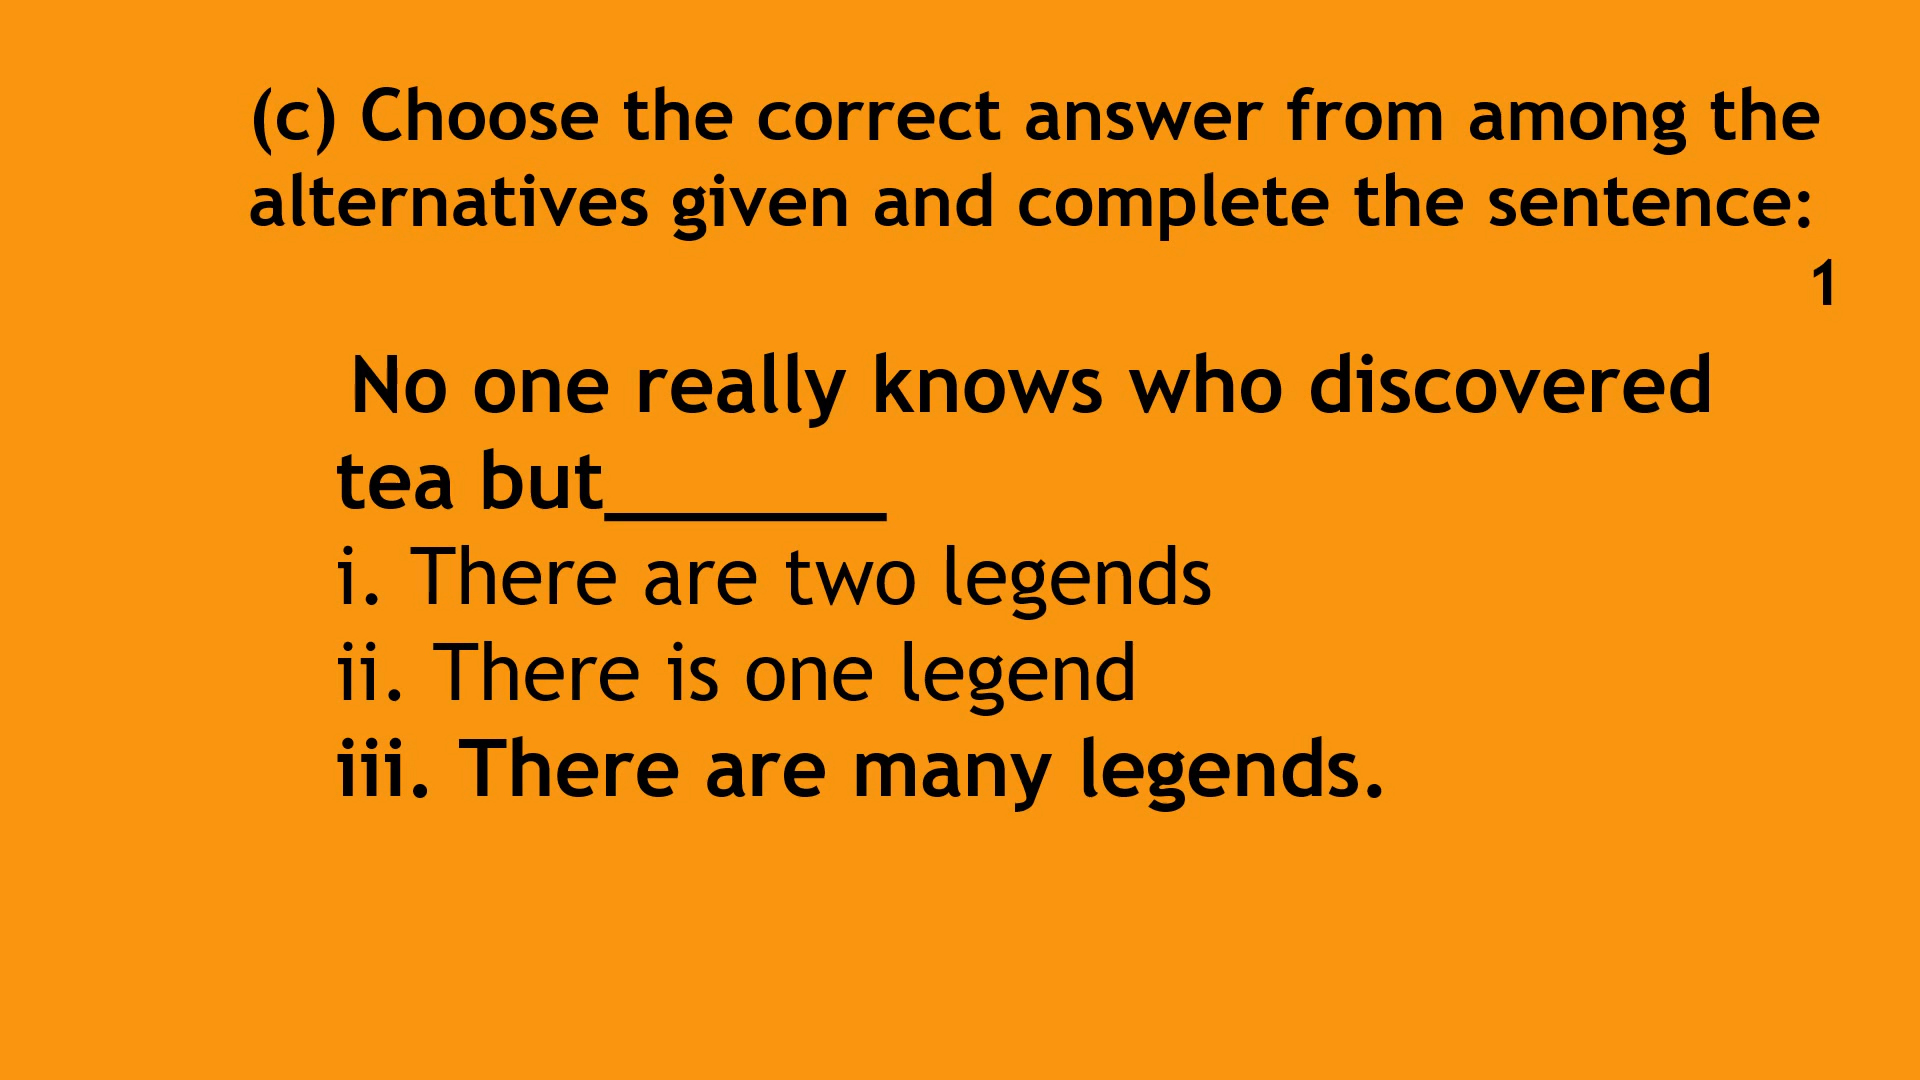 (c) Choose the correct answer from among the
alternatives given and complete the sentence:
1
No one really knows who discovered
tea but______
i. There are two legends
ii. There is one legend
iii. There are many legends.